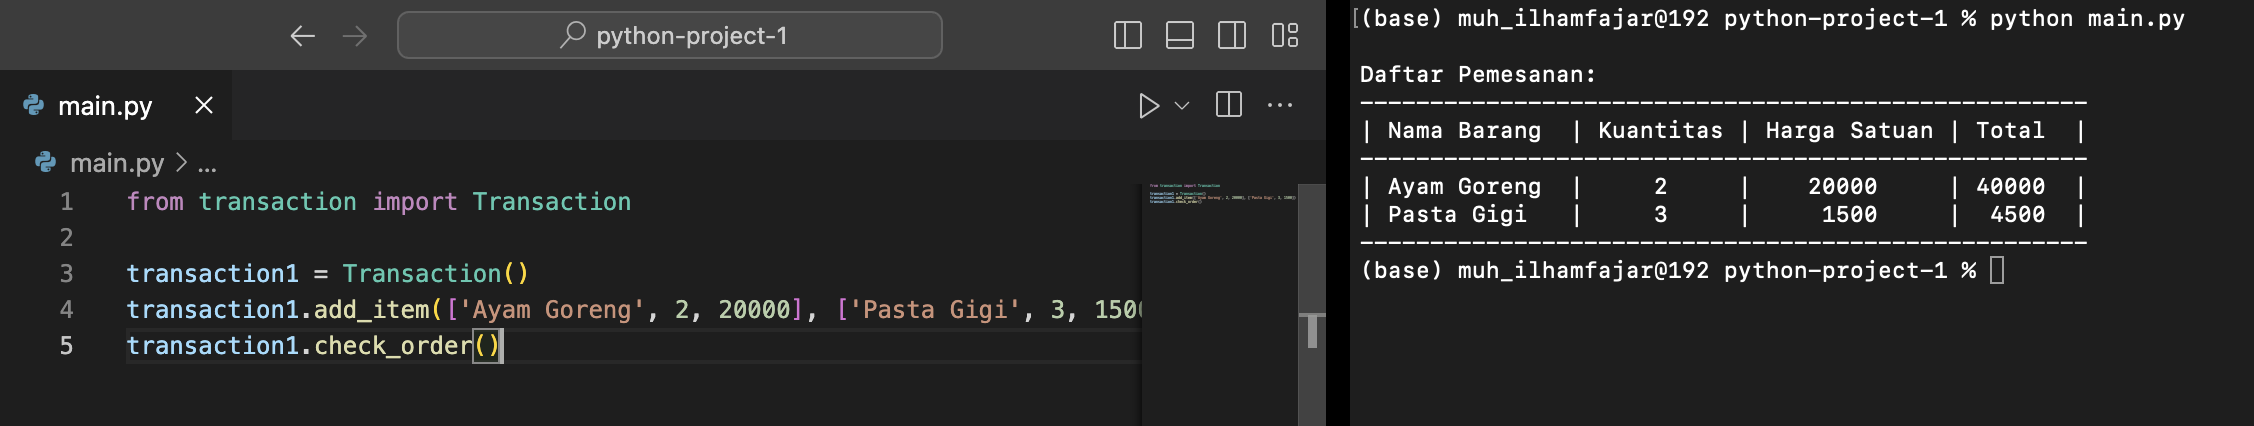 python-project-1
main.py
main.py > ...
1 from transaction import Transaction
2
3 transaction1 = Transaction()
4 transaction1.add_item(['Ayam Goreng', 2, 20000], ['Pasta Gigi', 3, 1500
5 transaction1.check_order()
[(base) muh_ilhamfajar@192 python-project-1 % python main.py
Daftar Pemesanan:
----------------------------------------------------
| Nama Barang  | Kuantitas | Harga Satuan | Total  |
----------------------------------------------------
| Ayam Goreng  |     2     |    20000     | 40000  |
| Pasta Gigi   |     3     |     1500     |  4500  |
----------------------------------------------------
(base) muh_ilhamfajar@192 python-project-1 %